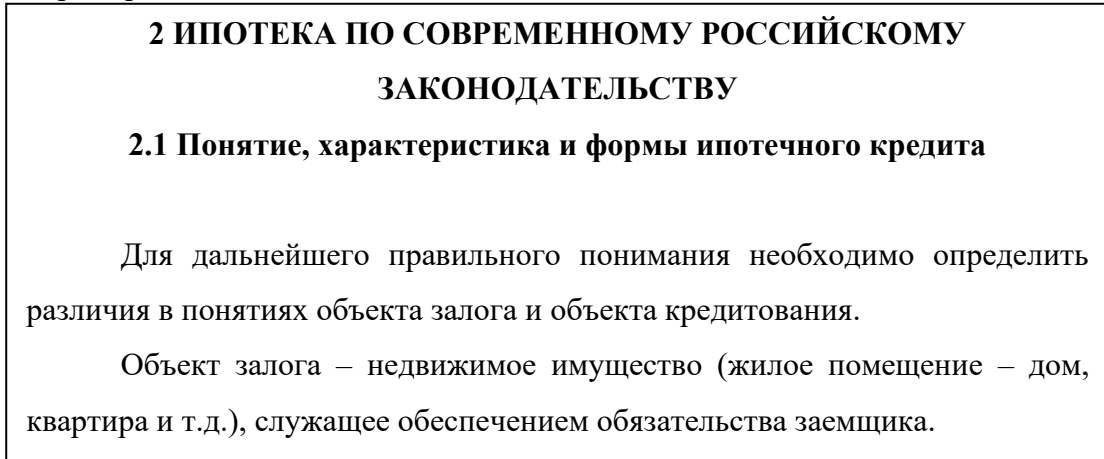 2 ИПОТЕКА ПО СОВРЕМЕННОМУ РОССИЙСКОМУ
ЗАКОНОДАТЕЛЬСТВУ
2.1 Понятие, характеристика и формы ипотечного кредита
Для дальнейшего правильного понимания необходимо определить
различия в понятиях объекта залога и объекта кредитования.
Объект залога – недвижимое имущество (жилое помещение – дом,
квартира и т.д.), служащее обеспечением обязательства заемщика.